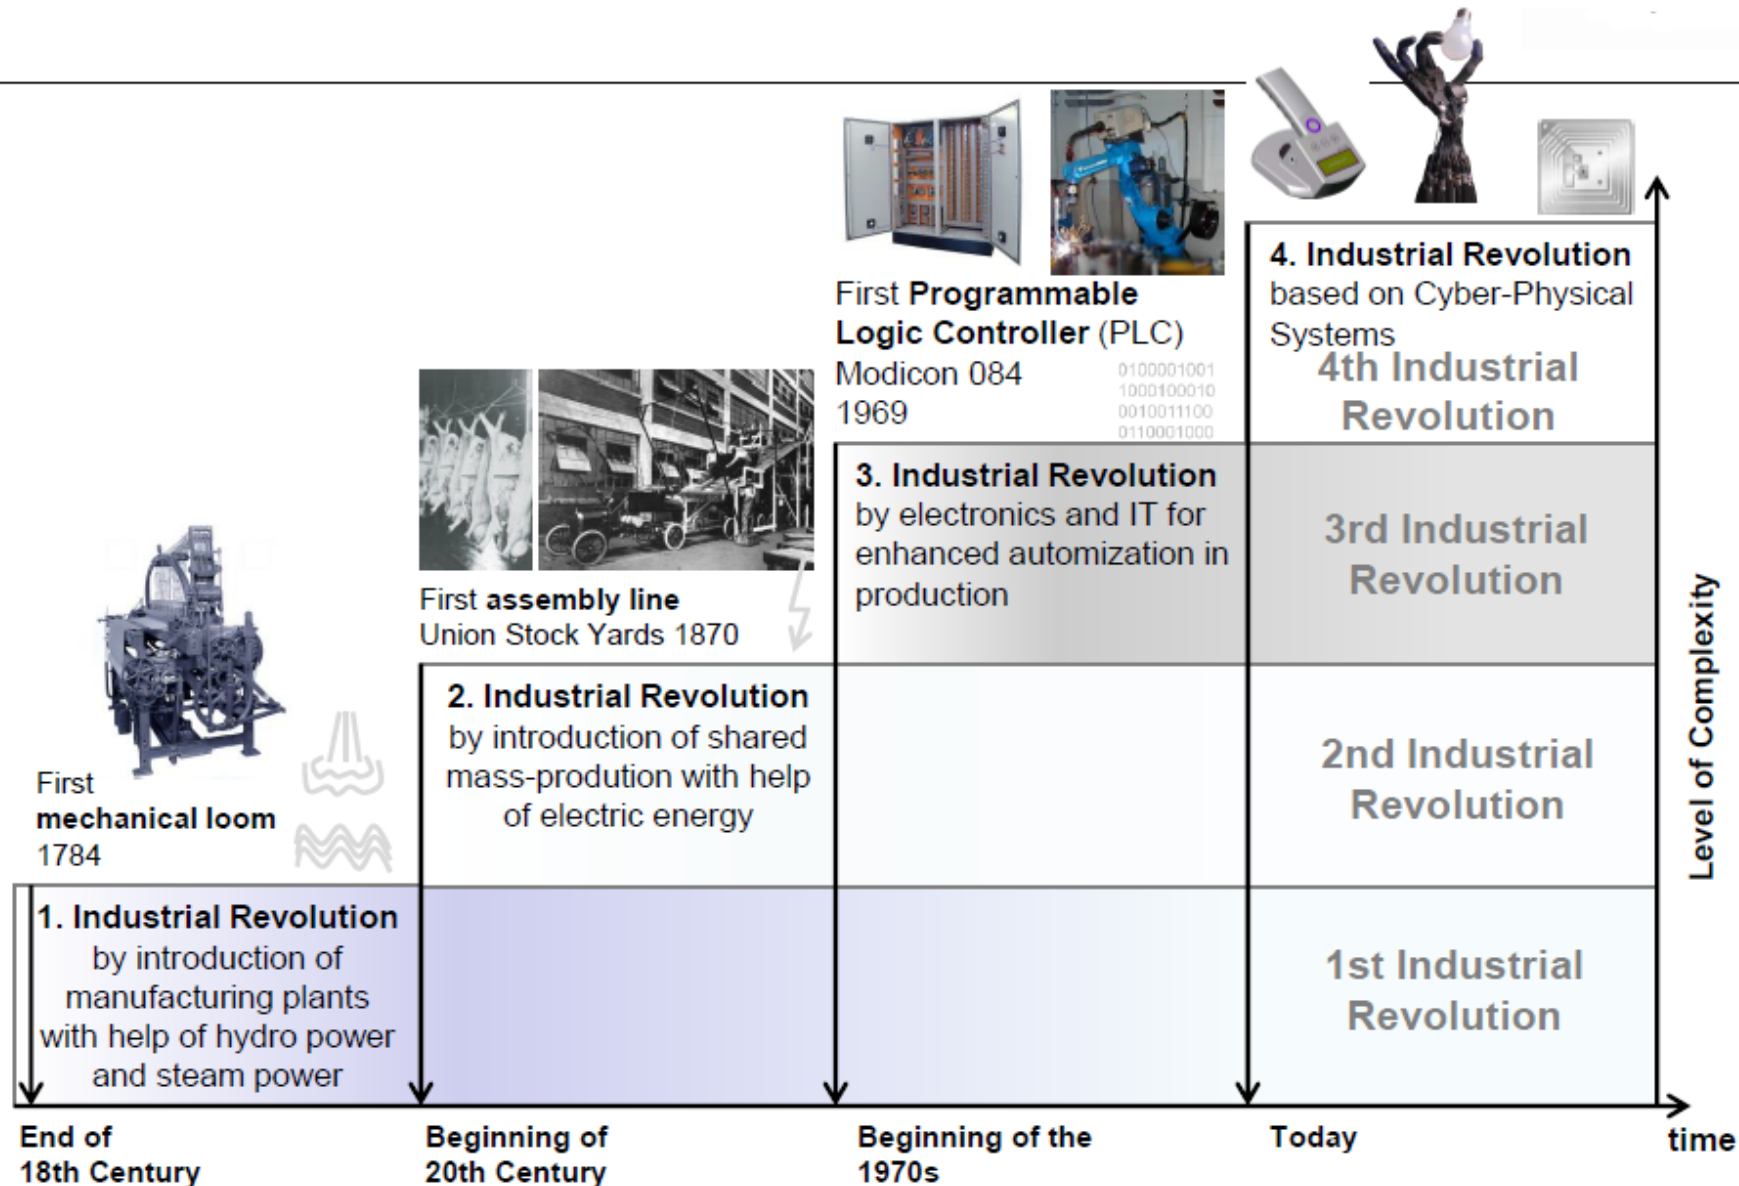 First
mechanical loom
1784
1. Industrial Revolution
by introduction of
manufacturing plants
with help of hydro power
and steam power
First assembly line
Union Stock Yards 1870
2. Industrial Revolution
by introduction of shared
mass-prodution with help
of electric energy
First Programmable
Logic Controller (PLC)
Modicon 084
1969
0100001001
1000100010
0010011100
0110001000
3. Industrial Revolution
by electronics and IT for
enhanced automization in
production
4. Industrial Revolution
based on Cyber-Physical
Systems
4th Industrial
Revolution
3rd Industrial
Revolution
2nd Industrial
Revolution
1st Industrial
Revolution
Level of Complexity
End of
18th Century
Beginning of
20th Century
Beginning of the
1970s
Today
time